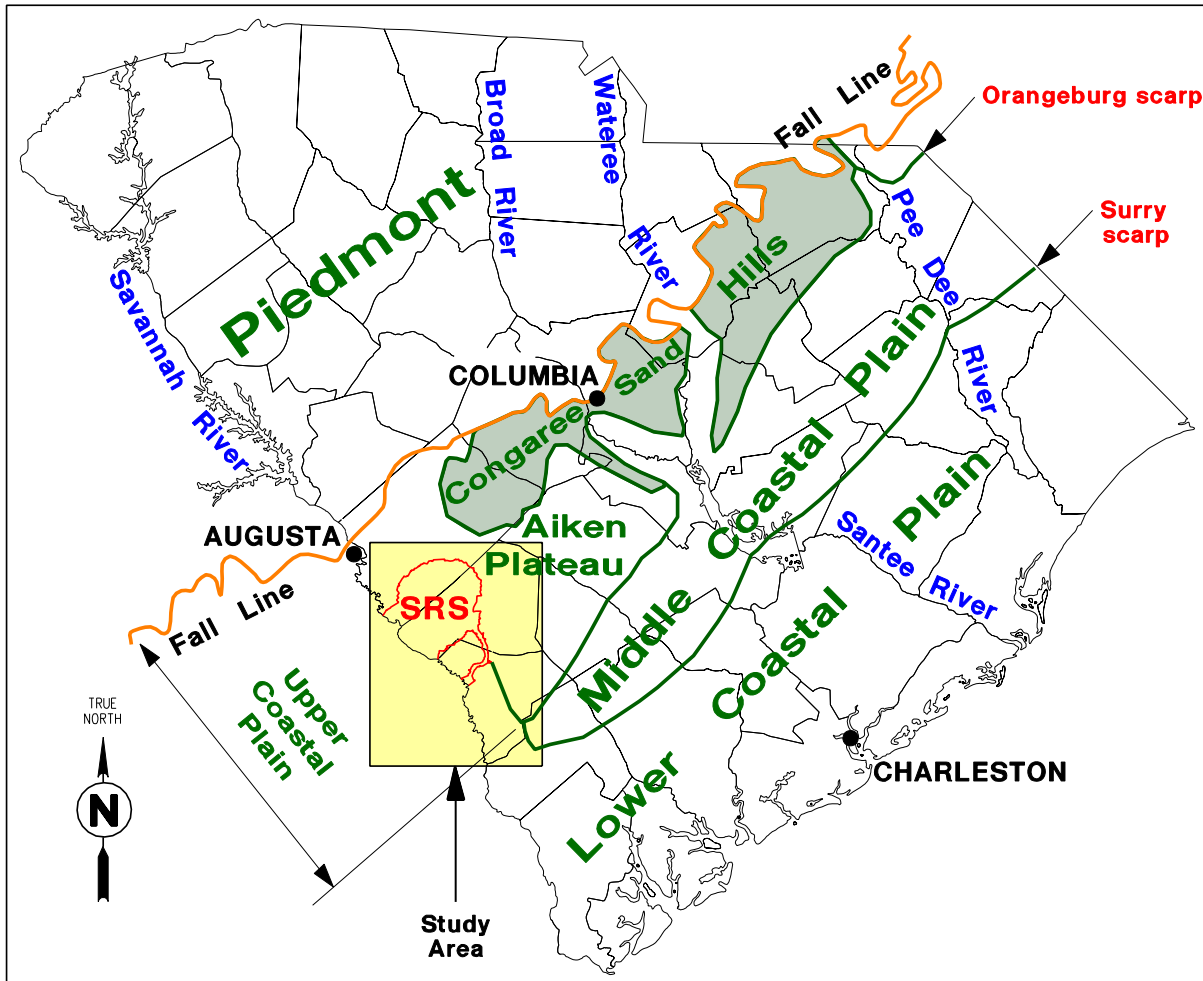 Orangeburg scarp
Fall Line
Broad River
Wateree River
Surry
scarp
Pee Dee River
Piedmont
Savannah River
Hills
Sand
Congaree
COLUMBIA
AUGUSTA
Aiken
Plateau
Middle Coastal Plain
Santee River
SRS
Fall Line
Upper
Coastal
Plain
TRUE
NORTH
N
Lower Coastal Plain
CHARLESTON
Study
Area